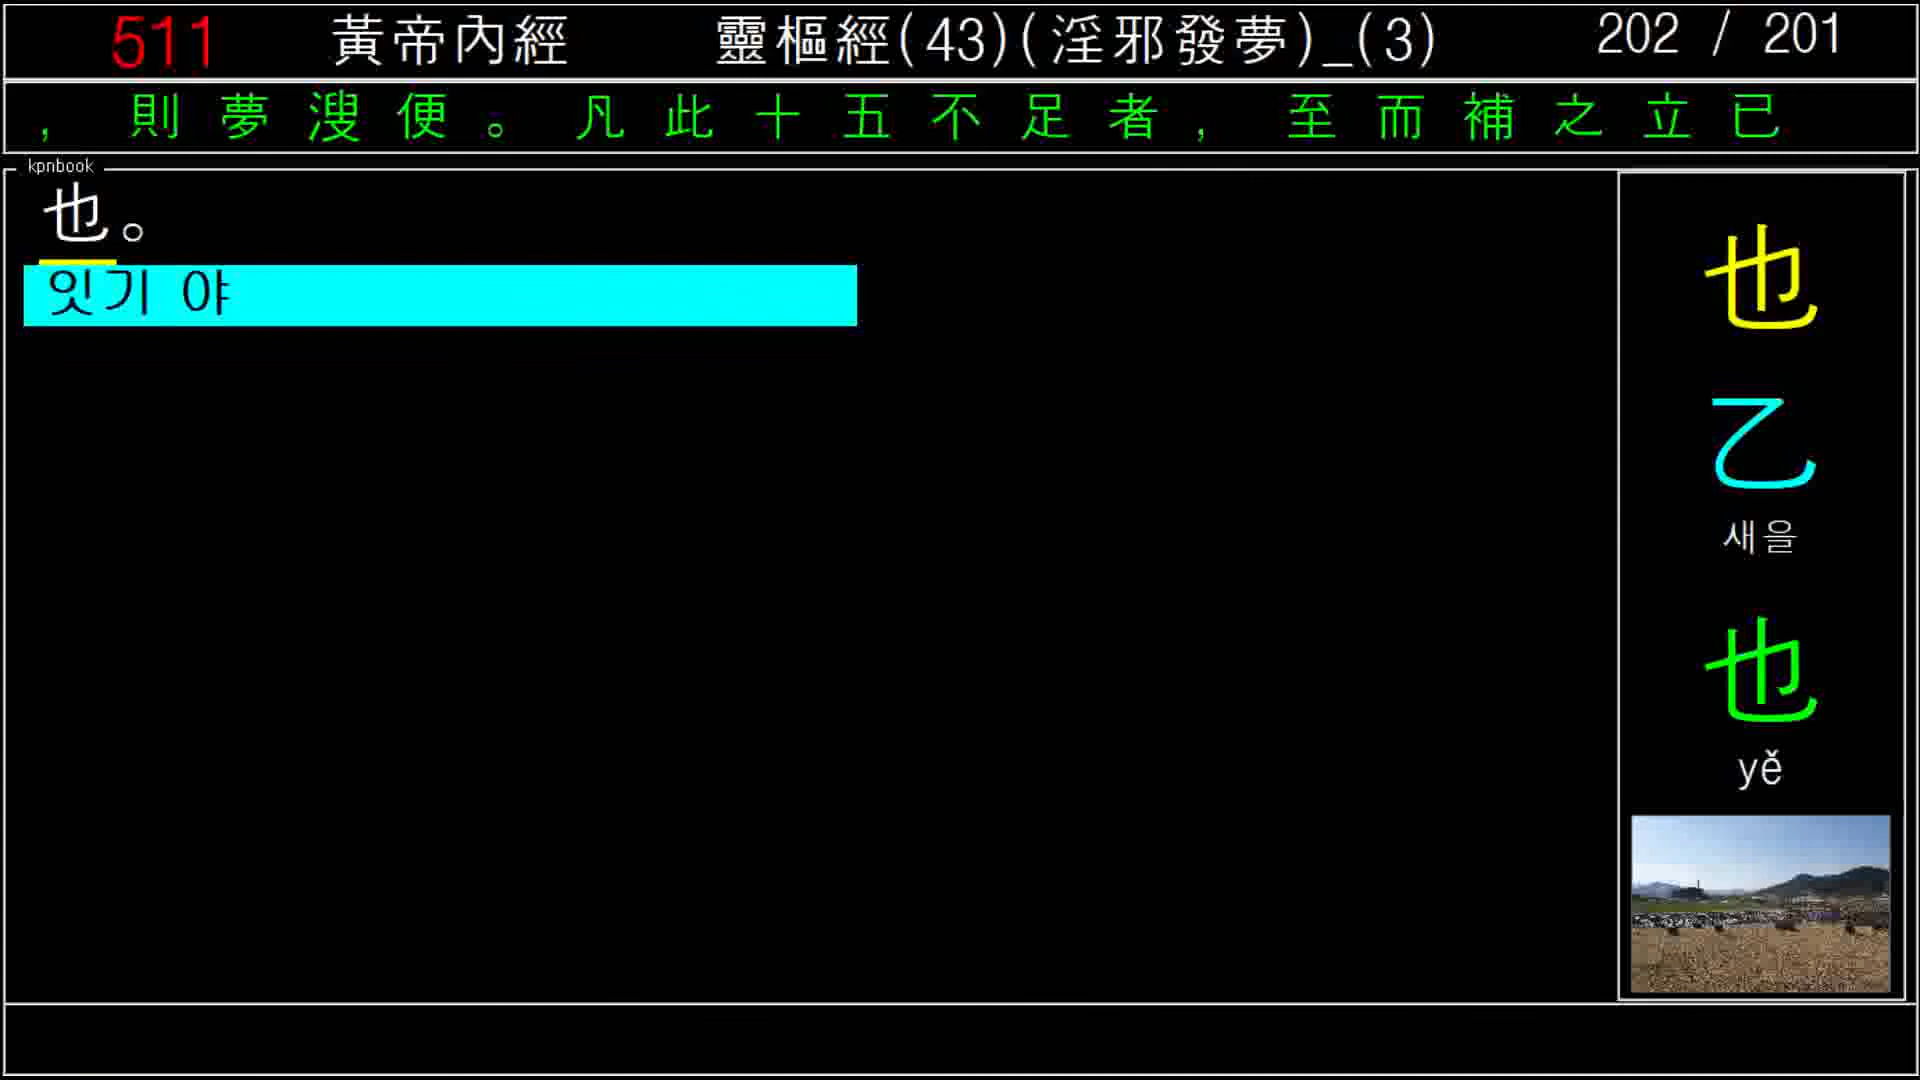 511 黃帝內經 靈樞經(43)(淫邪發夢)_(3) 202 / 201
, 則夢溲便。凡此十五不足者, 至而補之立已
kpnbook
也。
잇기 야
也
乙
새을
也
yě